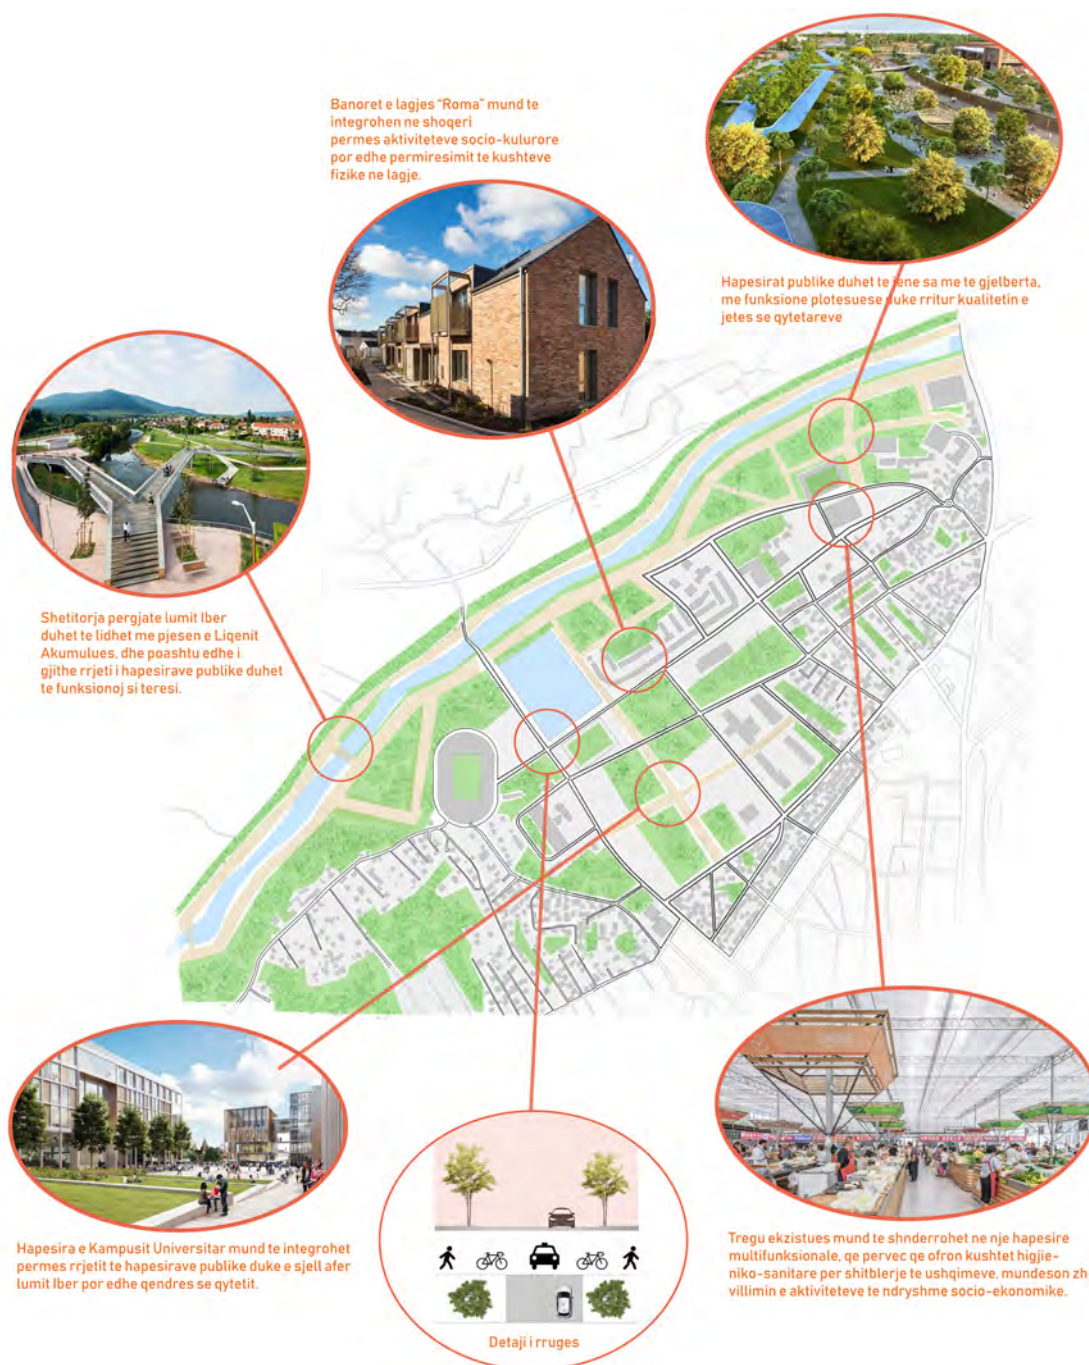 Banoret e lagjes "Roma" mund te
integrohen ne shoqeri
permes aktiviteteve socio-kulurore
por edhe permiresimit te kushteve
fizike ne lagje.
Hapesirat publike duhet te jene sa me te gjelberta,
me funksione plotesuese duke rritur kualitetin e
jetes se qytetareve
Shetitorja pergjate lumit Iber
duhet te lidhet me pjesen e Liqenit
Akumulues, dhe poashtu edhe i
gjithe rrjeti i hapesirave publike duhet
te funksionoj si teresi.
Hapesira e Kampusit Universitar mund te integrohet
permes rrjetit te hapesirave publike duke e sjell afer
lumit Iber por edhe qendres se qytetit.
Detaji i rruges
Tregu ekzistues mund te shnderrohet ne nje hapesire
multifunksionale, qe pervec qe ofron kushtet higjie-
niko-sanitare per shitblerje te ushqimeve, mundeson zh
villimin e aktiviteteve te ndryshme socio-ekonomike.